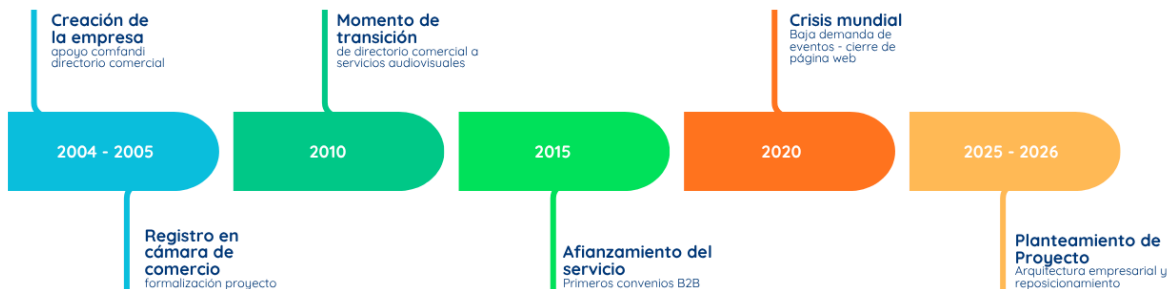 Creación de
la empresa
apoyo comfandi
directorio comercial
Momento de
transición
de directorio comercial a
servicios audiovisuales
Crisis mundial
Baja demanda de
eventos - cierre de
página web
2004 - 2005
2010
2015
2020
2025 - 2026
Registro en
cámara de
comercio
formalización proyecto
Afianzamiento del
servicio
Primeros convenios B2B
Planteamiento de
Proyecto
Arquitectura empresarial y
reposicionamiento